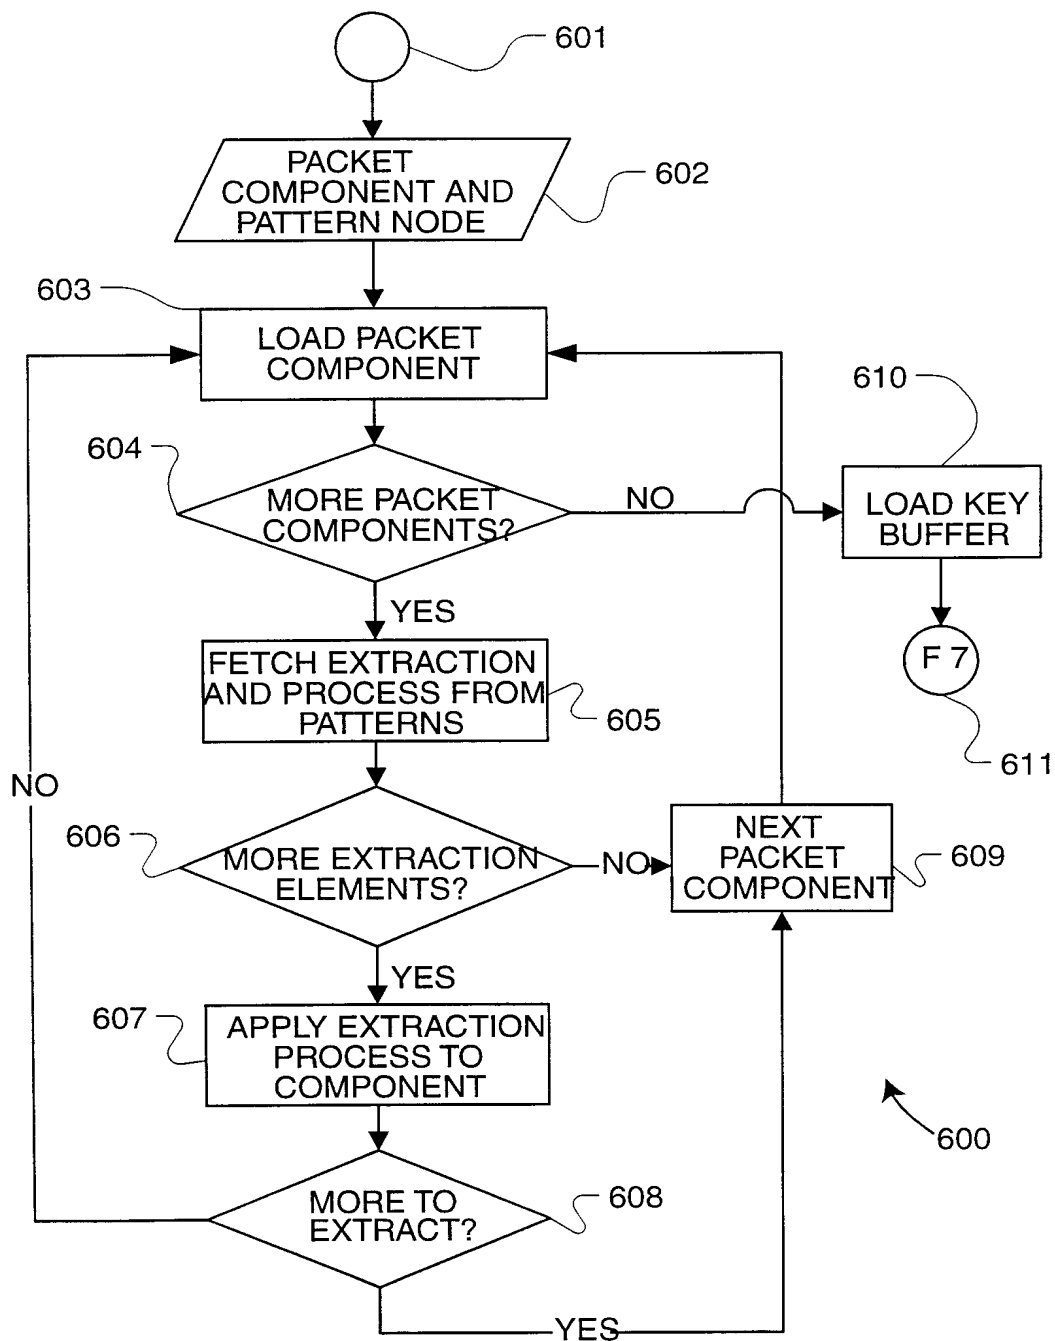 601
PACKET
COMPONENT AND
PATTERN NODE
602
603
LOAD PACKET
COMPONENT
610
604
MORE PACKET
COMPONENTS?
NO
LOAD KEY
BUFFER
YES
FETCH EXTRACTION
AND PROCESS FROM
PATTERNS
605
F 7
611
NO
606
MORE EXTRACTION
ELEMENTS?
NO
NEXT
PACKET
COMPONENT
609
YES
607
APPLY EXTRACTION
PROCESS TO
COMPONENT
600
MORE TO
EXTRACT?
608
YES